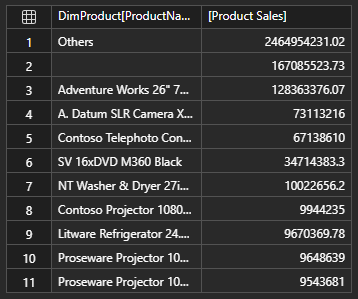 DimProduct[ProductNa... [Product Sales]
1 Others 2464954231.02
2 167085523.73
3 Adventure Works 26" 7... 128363376.07
4 A. Datum SLR Camera X... 73113216
5 Contoso Telephoto Con... 67138610
6 SV 16xDVD M360 Black 34714383.3
7 NT Washer & Dryer 27i... 10022656.2
8 Contoso Projector 1080... 9944235
9 Litware Refrigerator 24.... 9670369.78
10 Proseware Projector 10... 9648639
11 Proseware Projector 10... 9543681